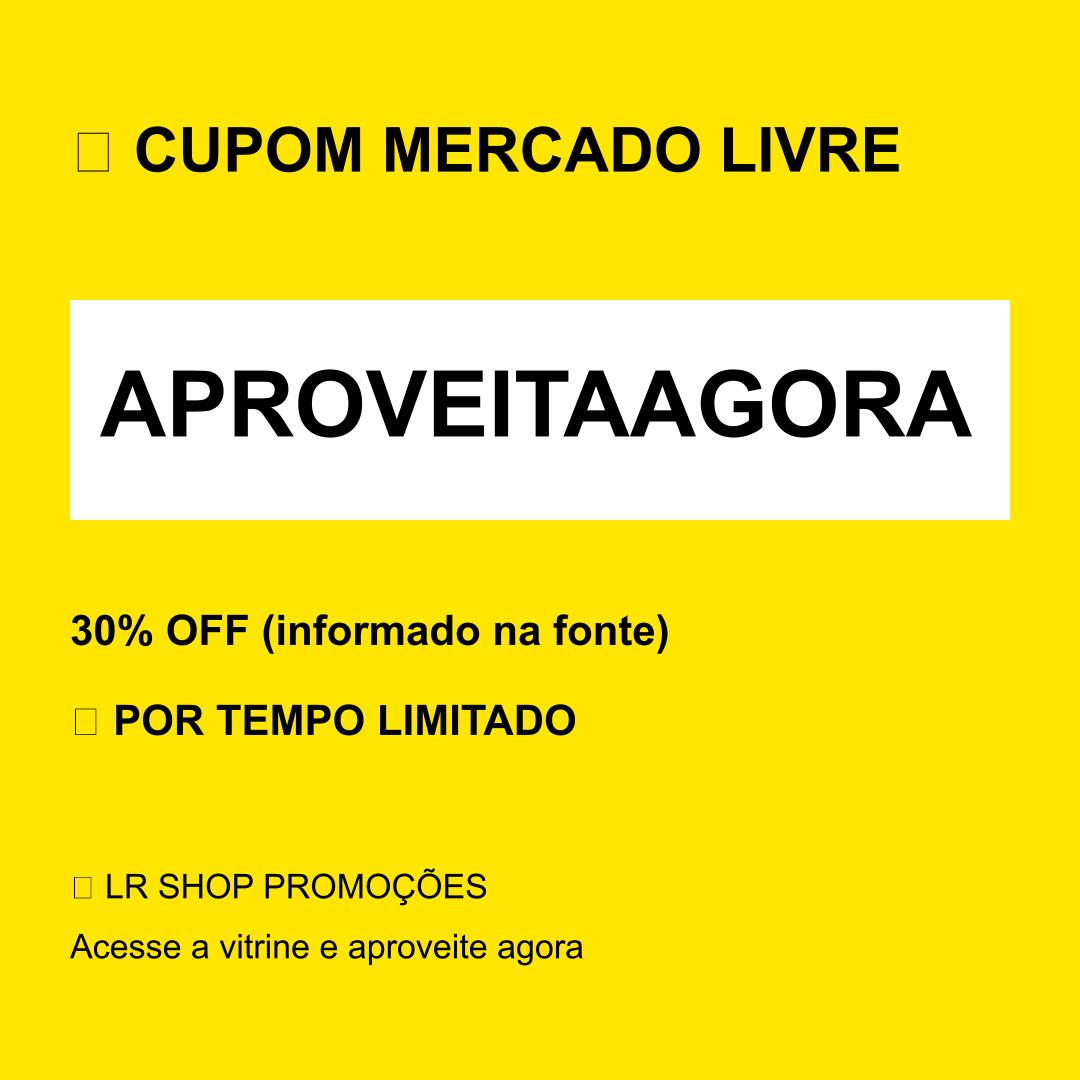 □ CUPOM MERCADO LIVRE
APROVEITAAGORA
30% OFF (informado na fonte)
□ POR TEMPO LIMITADO
□ LR SHOP PROMOÇÕES
Acesse a vitrine e aproveite agora